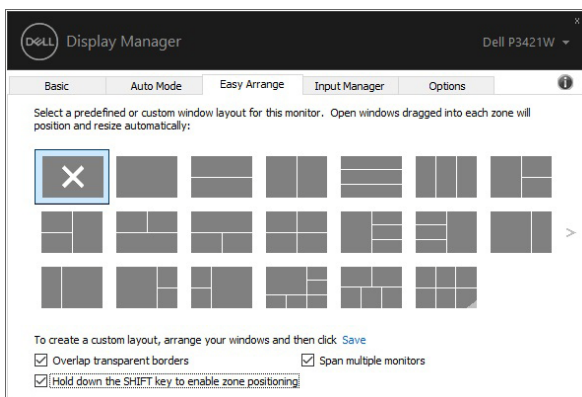 x
DELL Display Manager Dell P3421W
Basic Auto Mode Easy Arrange Input Manager Options
Select a predefined or custom window layout for this monitor. Open windows dragged into each zone will
position and resize automatically:
>
To create a custom layout, arrange your windows and then click Save
Overlap transparent borders Span multiple monitors
Hold down the SHIFT key to enable zone positioning